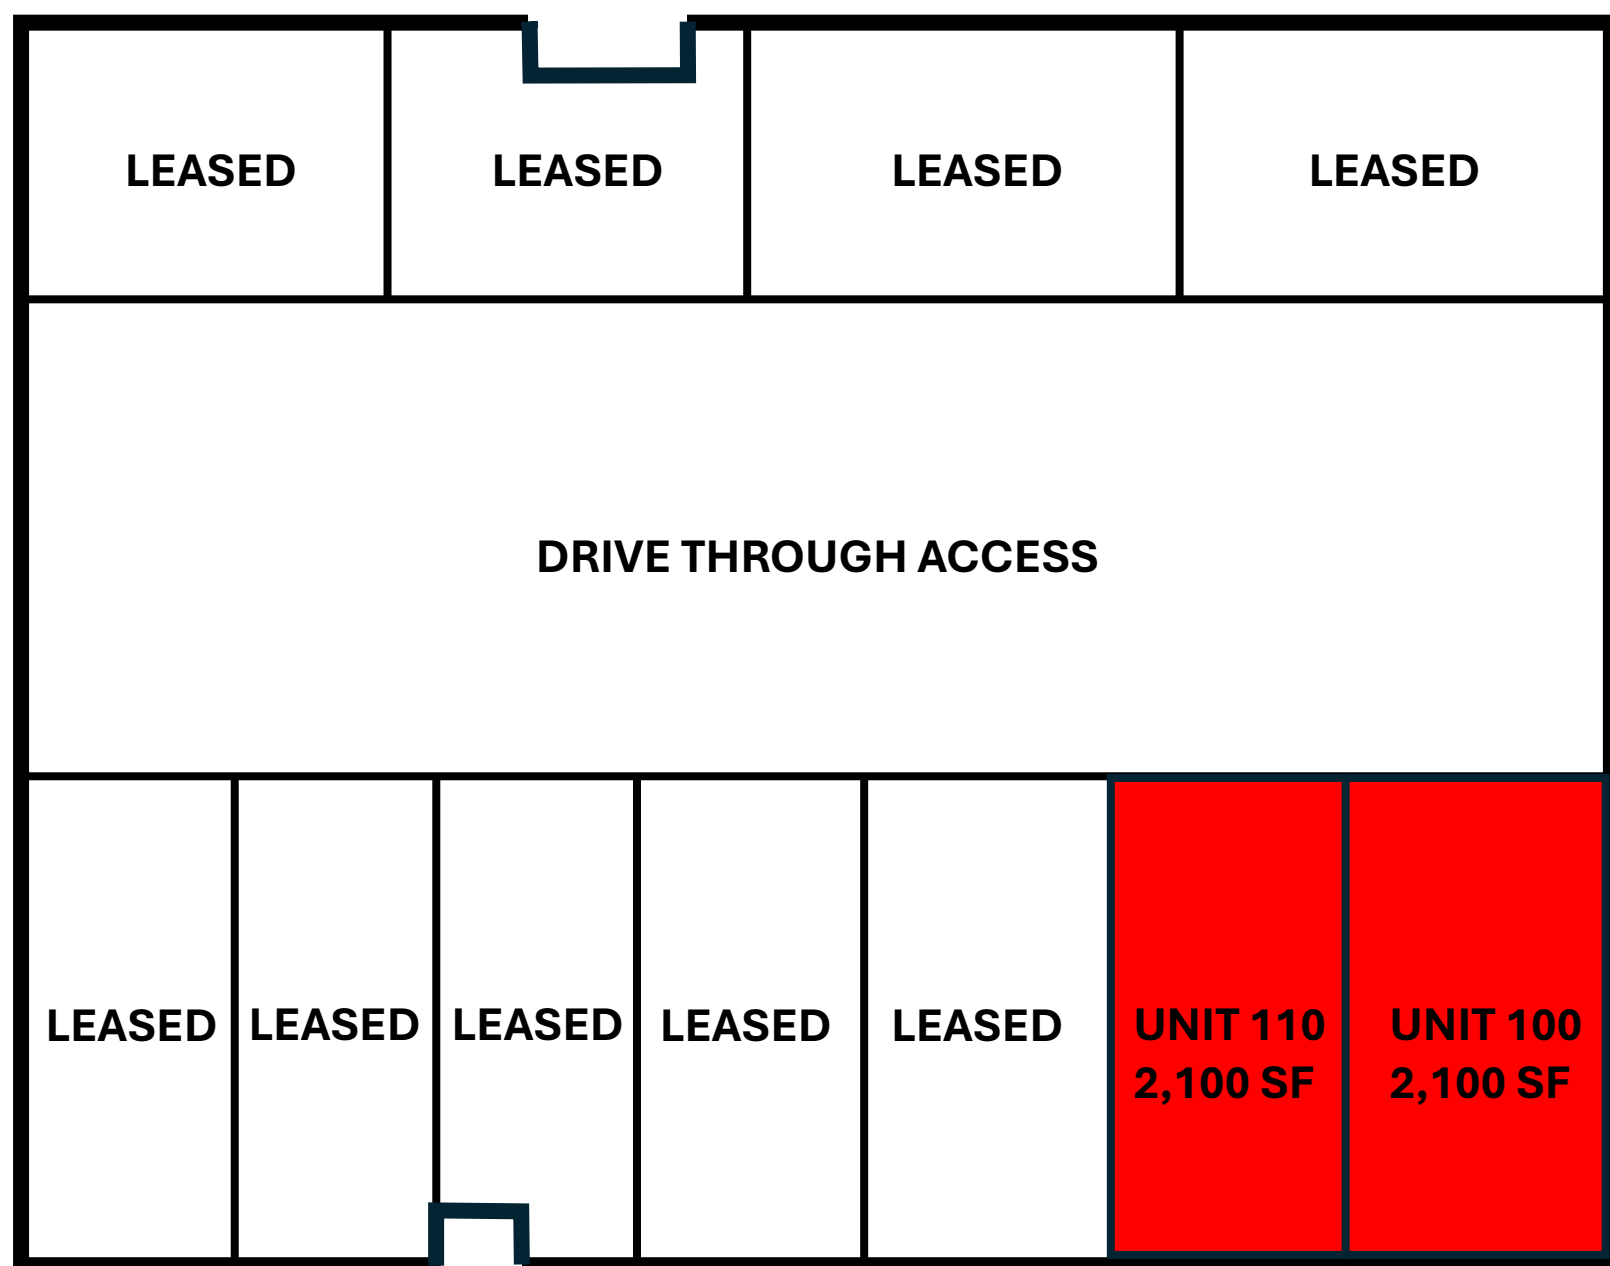 LEASED
LEASED
LEASED
LEASED
DRIVE THROUGH ACCESS
LEASED
LEASED
LEASED
LEASED
LEASED
UNIT 110
2,100 SF
UNIT 100
2,100 SF